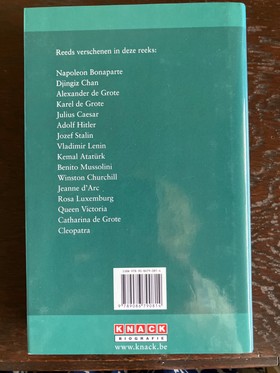 Reeds verschenen in deze reeks:
Napoleon Bonaparte
Djingiz Chan
Alexander de Grote
Karel de Grote
Julius Caesar
Adolf Hitler
Jozef Stalin
Vladimir Lenin
Kemal Atatürk
Benito Mussolini
Winston Churchill
Jeanne d'Arc
Rosa Luxemburg
Queen Victoria
Catharina de Grote
Cleopatra
KNACK
BIOGRAFIE
www.knack.be